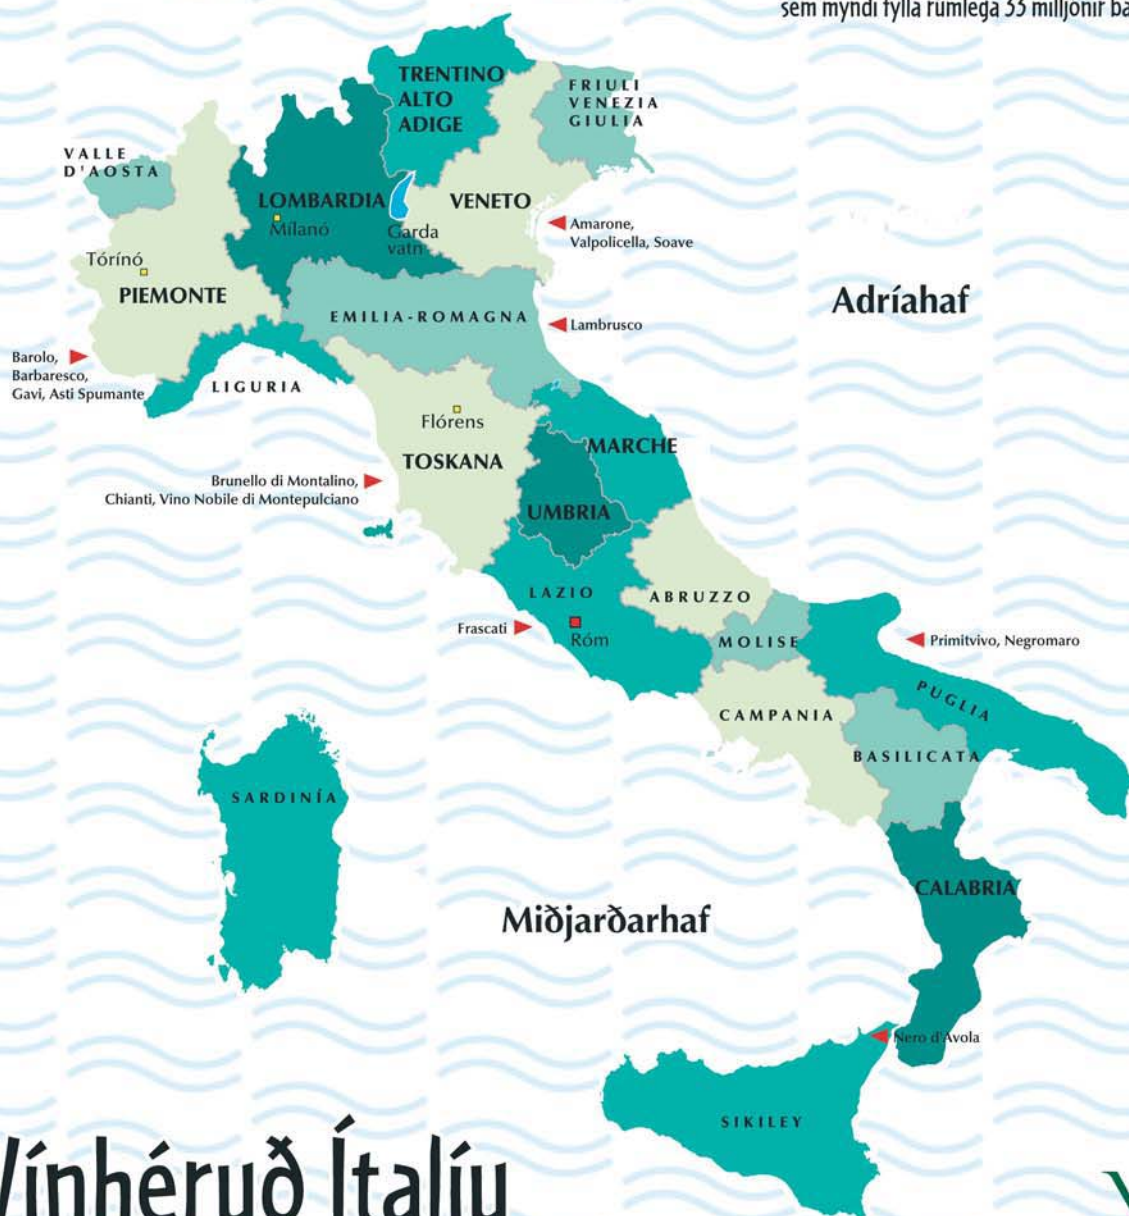 sem myndi fylla rúmlega 33 milljónir
TRENTINO
ALTO
ADIGE
FRIULI
VENEZIA
GIULIA
VALLE
D'AOSTA
LOMBARDIA
Mílanó
Garda
vatn
VENETO
Amarone,
Valpolicella, Soave
Tórínó
PIEMONTE
Adríahaf
EMILIA-ROMAGNA
Lambrusco
Barolo,
Barbaresco,
Gavi, Asti Spumante
LIGURIA
Flórens
TOSKANA
MARCHE
Brunello di Montalino,
Chianti, Vino Nobile di Montepulciano
UMBRIA
LAZIO
ABRUZZO
Frascati
Róm
MOLISE
Primitvivo, Negromaro
PUGLIA
CAMPANIA
BASILICATA
SARDINÍA
CALABRIA
Miðjarðarhaf
Nero d'Avola
SIKILEY
Vínhéruð Ítalíu